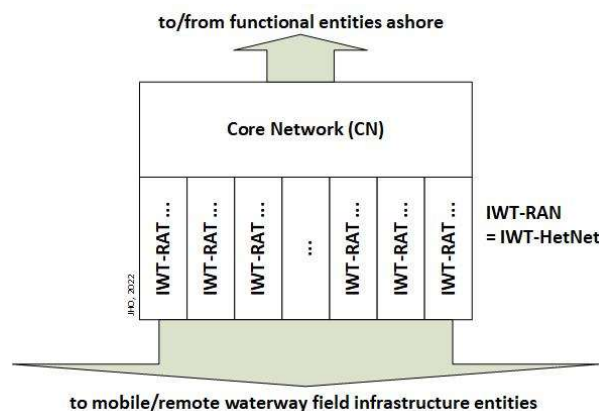 to/from functional entities ashore
Core Network (CN)
IWT-RAT ...
IWT-RAT ...
IWT-RAT ...
...
IWT-RAT ...
IWT-RAT ...
IWT-RAT ...
IWT-RAN
= IWT-HetNet
JHO, 2022
to mobile/remote waterway field infrastructure entities